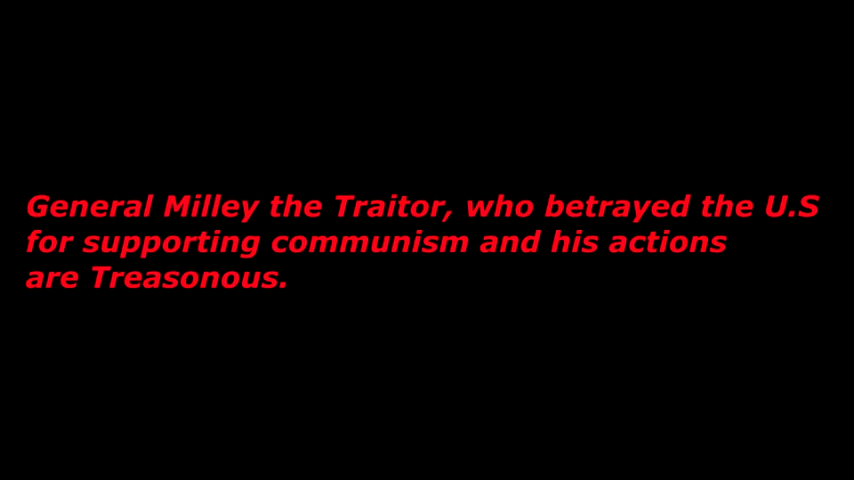 General Milley the Traitor, who betrayed the U.S
for supporting communism and his actions
are Treasonous.